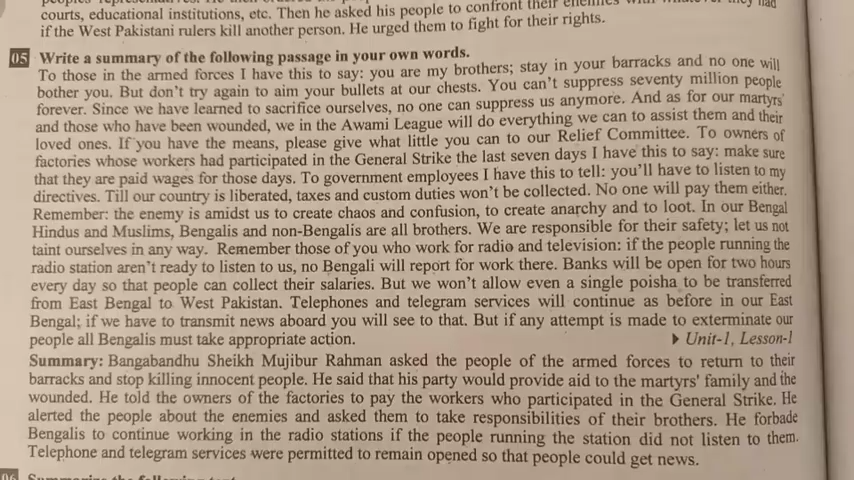 courts, educational institutions, etc. Then he asked his people to confront their enemies with whatever they had
if the West Pakistani rulers kill another person. He urged them to fight for their rights.
05 Write a summary of the following passage in your own words.
To those in the armed forces I have this to say: you are my brothers; stay in your barracks and no one will
bother you. But don't try again to aim your bullets at our chests. You can't suppress seventy million people
forever. Since we have learned to sacrifice ourselves, no one can suppress us anymore. And as for our martyrs'
and those who have been wounded, we in the Awami League will do everything we can to assist them and their
loved ones. If you have the means, please give what little you can to our Relief Committee. To owners of
factories whose workers had participated in the General Strike the last seven days I have this to say: make sure
that they are paid wages for those days. To government employees I have this to tell: you'll have to listen to my
directives. Till our country is liberated, taxes and custom duties won't be collected. No one will pay them either.
Remember: the enemy is amidst us to create chaos and confusion, to create anarchy and to loot. In our Bengal
Hindus and Muslims, Bengalis and non-Bengalis are all brothers. We are responsible for their safety; let us not
taint ourselves in any way. Remember those of you who work for radio and television: if the people running the
radio station aren't ready to listen to us, no Bengali will report for work there. Banks will be open for two hours
every day so that people can collect their salaries. But we won't allow even a single poisha to be transferred
from East Bengal to West Pakistan. Telephones and telegram services will continue as before in our East
Bengal; if we have to transmit news aboard you will see to that. But if any attempt is made to exterminate our
people all Bengalis must take appropriate action. Unit-1, Lesson-1
Summary: Bangabandhu Sheikh Mujibur Rahman asked the people of the armed forces to return to their
barracks and stop killing innocent people. He said that his party would provide aid to the martyrs' family and the
wounded. He told the owners of the factories to pay the workers who participated in the General Strike. He
alerted the people about the enemies and asked them to take responsibilities of their brothers. He forbade
Bengalis to continue working in the radio stations if the people running the station did not listen to them.
Telephone and telegram services were permitted to remain opened so that people could get news.